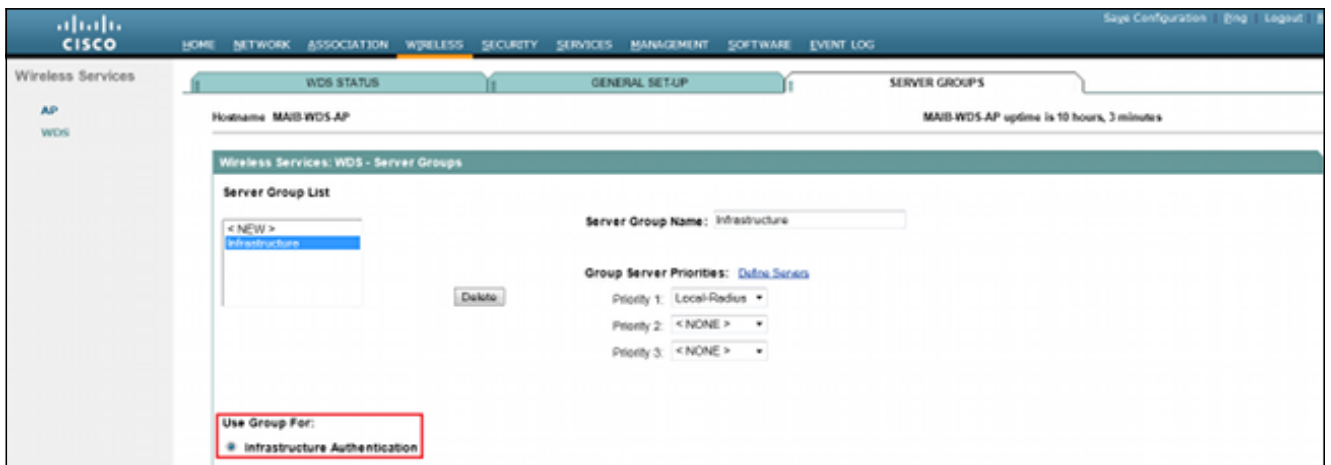 Save Configuration Ping Logout
CISCO
HOME NETWORK ASSOCIATION WIRELESS SECURITY SERVICES MANAGEMENT SOFTWARE EVENT LOG
Wireless Services
AP
WDS
WDS STATUS GENERAL SET-UP SERVER GROUPS
Hostname MAIB-WDS-AP MAIB-WDS-AP uptime is 10 hours, 3 minutes
Wireless Services: WDS - Server Groups
Server Group List
< NEW >
Infrastructure
Delete
Server Group Name: Infrastructure
Group Server Priorities: Define Servers
Priority 1: Local-Radius
Priority 2: < NONE >
Priority 3: < NONE >
Use Group For:
Infrastructure Authentication